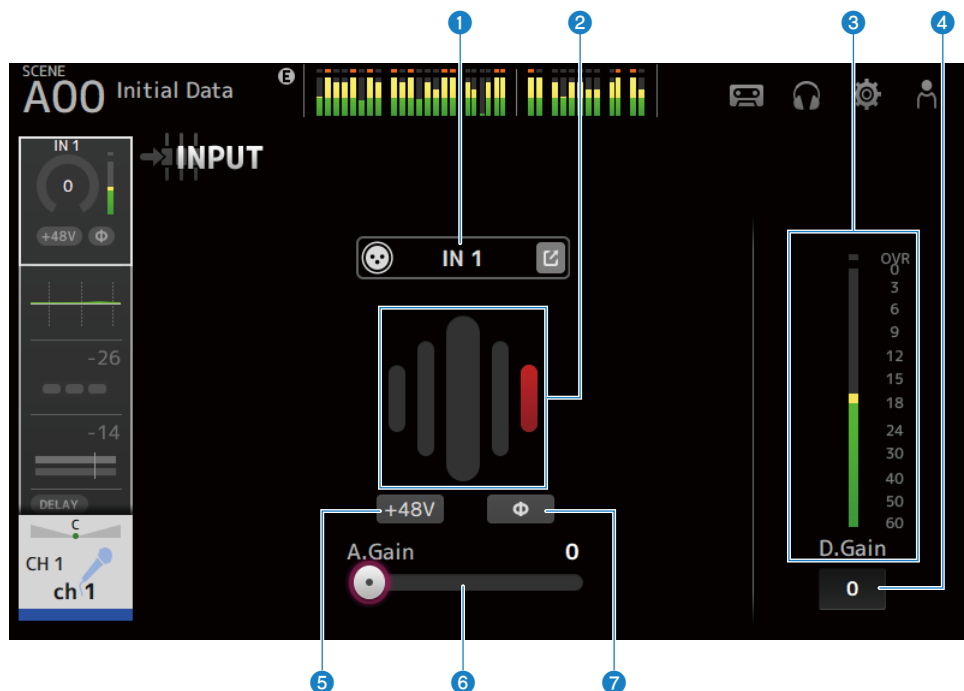 1 2 3 4
SCENE
A00 Initial Data E
IN 1
0
+48V Φ
INPUT
IN 1
OVR
0
3
6
9
12
15
18
24
30
40
50
60
-26
-14
DELAY
C
CH 1
ch 1
+48V Φ
A.Gain 0
D.Gain
0
5 6 7